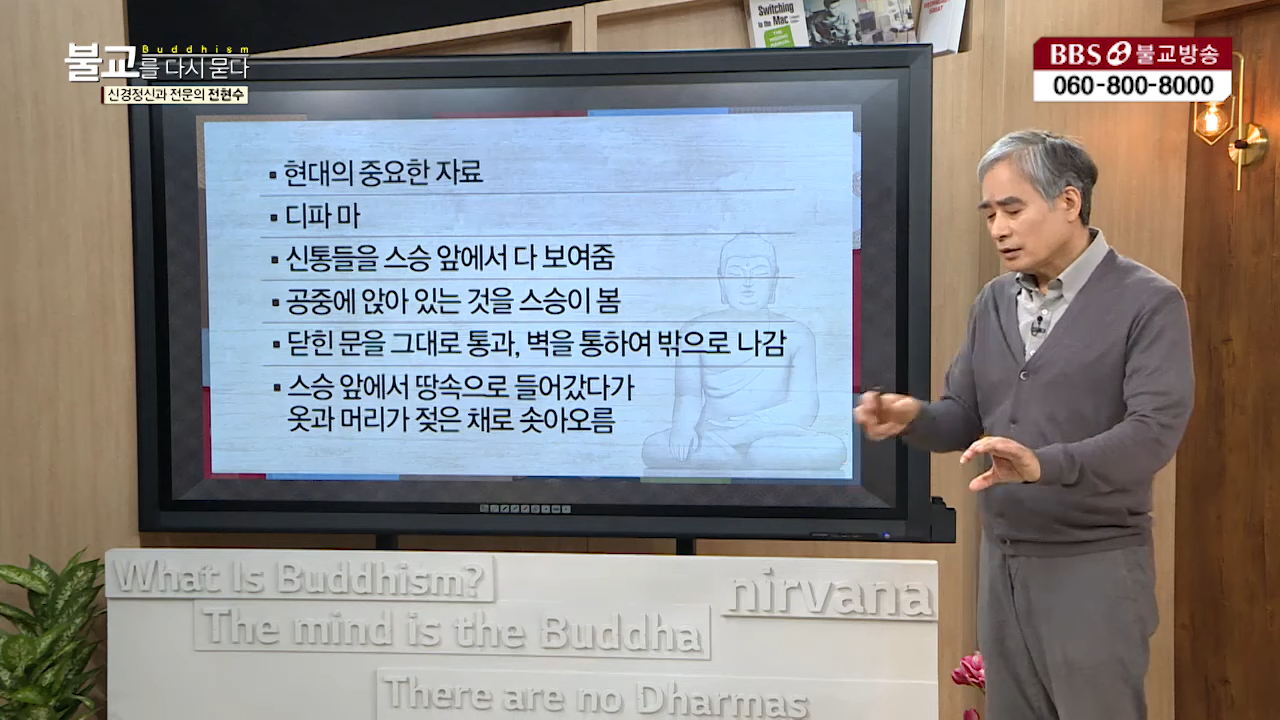 Buddhism
불교를 다시 묻다
신경정신과 전문의 전현수
Switching
to the Mac
BBS 불교방송
060-800-8000
현대의 중요한 자료
디파 마
신통들을 스승 앞에서 다 보여줌
공중에 앉아 있는 것을 스승이 봄
닫힌 문을 그대로 통과, 벽을 통하여 밖으로 나감
스승 앞에서 땅속으로 들어갔다가
옷과 머리가 젖은 채로 솟아오름
What Is Buddhism?
nirvana
The mind is the Buddha
There are no Dharmas